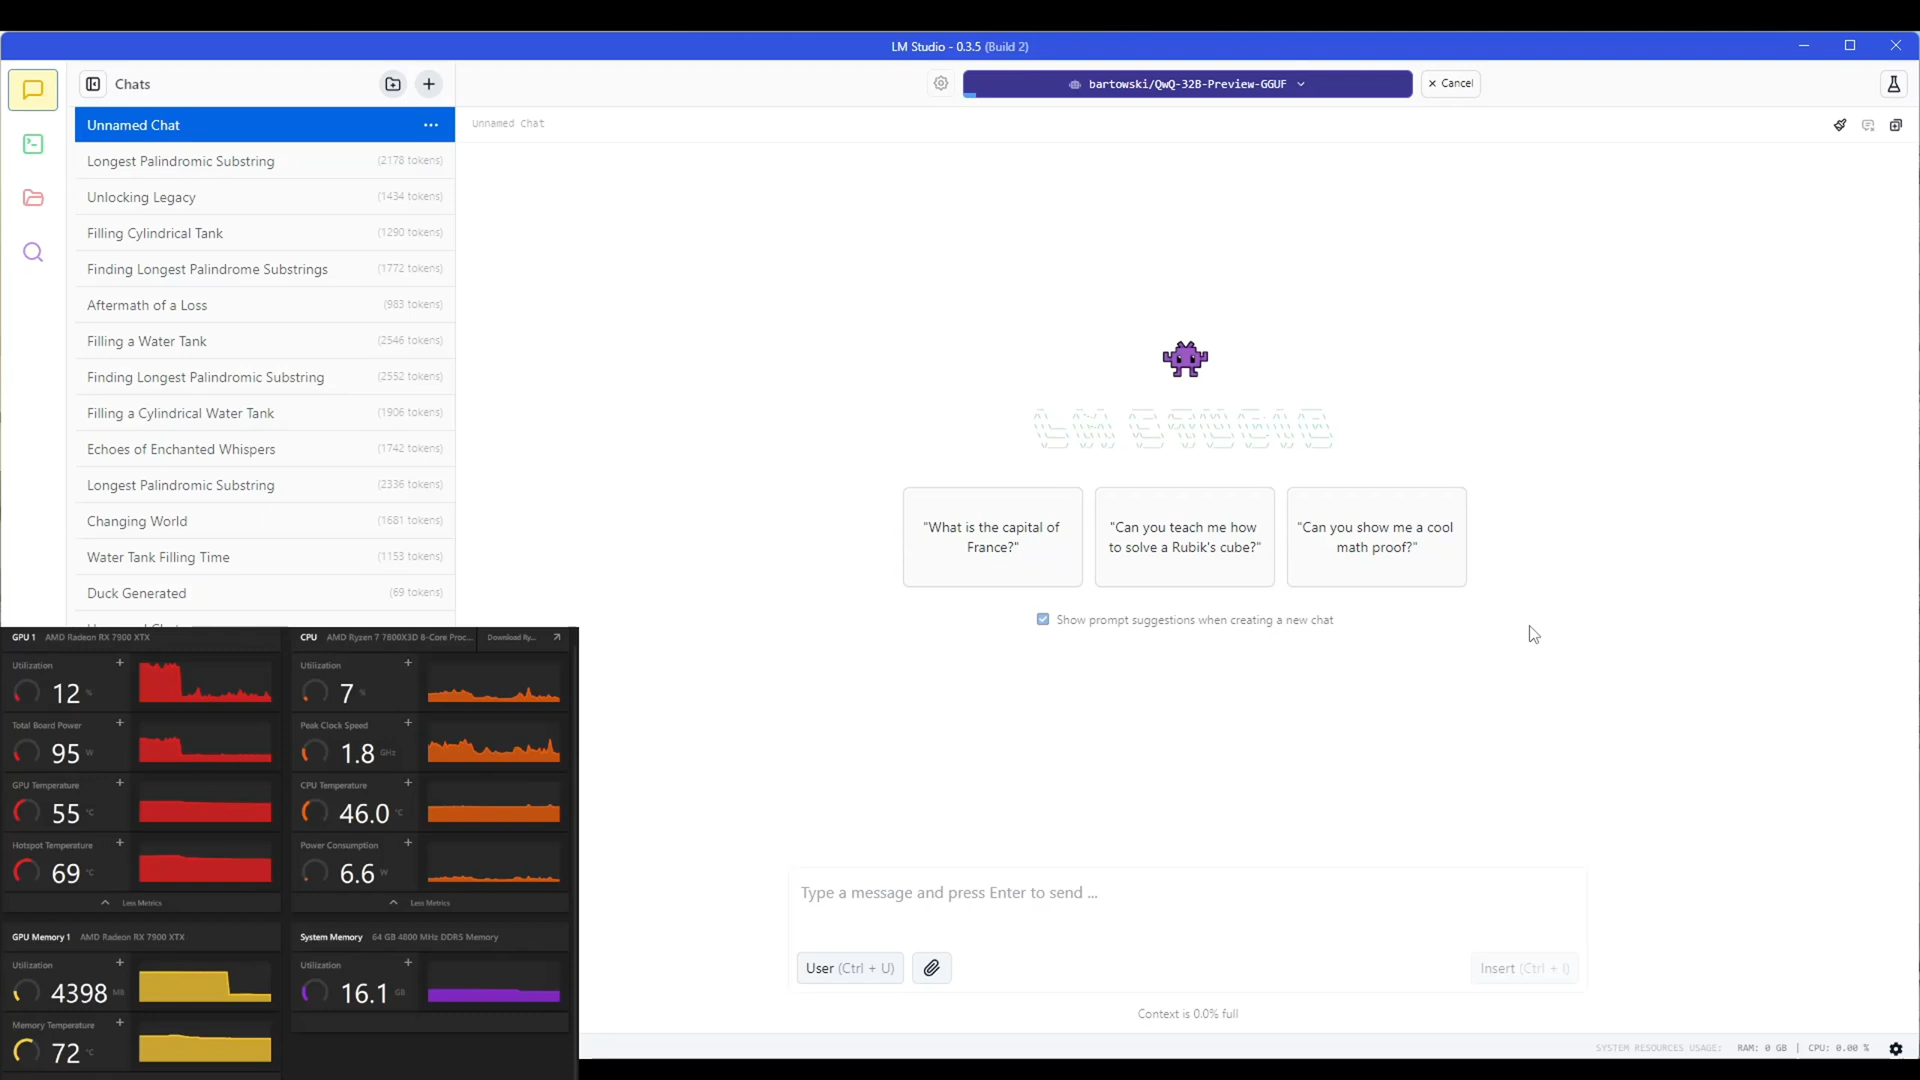 LM Studio - 0.3.5 (Build 2)
Chats
bartowski/QwQ-32B-Preview-GGUF
Cancel
Unnamed Chat
Unnamed Chat
Longest Palindromic Substring (2178 tokens)
Unlocking Legacy (1434 tokens)
Filling Cylindrical Tank (1290 tokens)
Finding Longest Palindrome Substrings (1772 tokens)
Aftermath of a Loss (983 tokens)
Filling a Water Tank (2546 tokens)
Finding Longest Palindromic Substring (2552 tokens)
Filling a Cylindrical Water Tank (1906 tokens)
Echoes of Enchanted Whispers (1742 tokens)
Longest Palindromic Substring (2336 tokens)
Changing World (1681 tokens)
Water Tank Filling Time (1153 tokens)
Duck Generated (69 tokens)
LM STUDIO
"What is the capital of
France?"
"Can you teach me how
to solve a Rubik's cube?"
"Can you show me a cool
math proof?"
Show prompt suggestions when creating a new chat
GPU 1 AMD Radeon RX 7900 XTX
Utilization
12 %
Total Board Power
95 W
GPU Temperature
55 °C
Hotspot Temperature
69 °C
Less Metrics
CPU AMD Ryzen 7 7800X3D 8-Core Proc... Download Ry...
Utilization
7 %
Peak Clock Speed
1.8 GHz
CPU Temperature
46.0 °C
Power Consumption
6.6 W
Less Metrics
GPU Memory 1 AMD Radeon RX 7900 XTX
Utilization
4398 MB
Memory Temperature
72 °C
System Memory 64 GB 4800 MHz DDR5 Memory
Utilization
16.1 GB
Type a message and press Enter to send ...
User (Ctrl + U)
Insert (Ctrl + I)
Context is 0.0% full
SYSTEM RESOURCES USAGE: RAM: 0 GB | CPU: 0.00 %